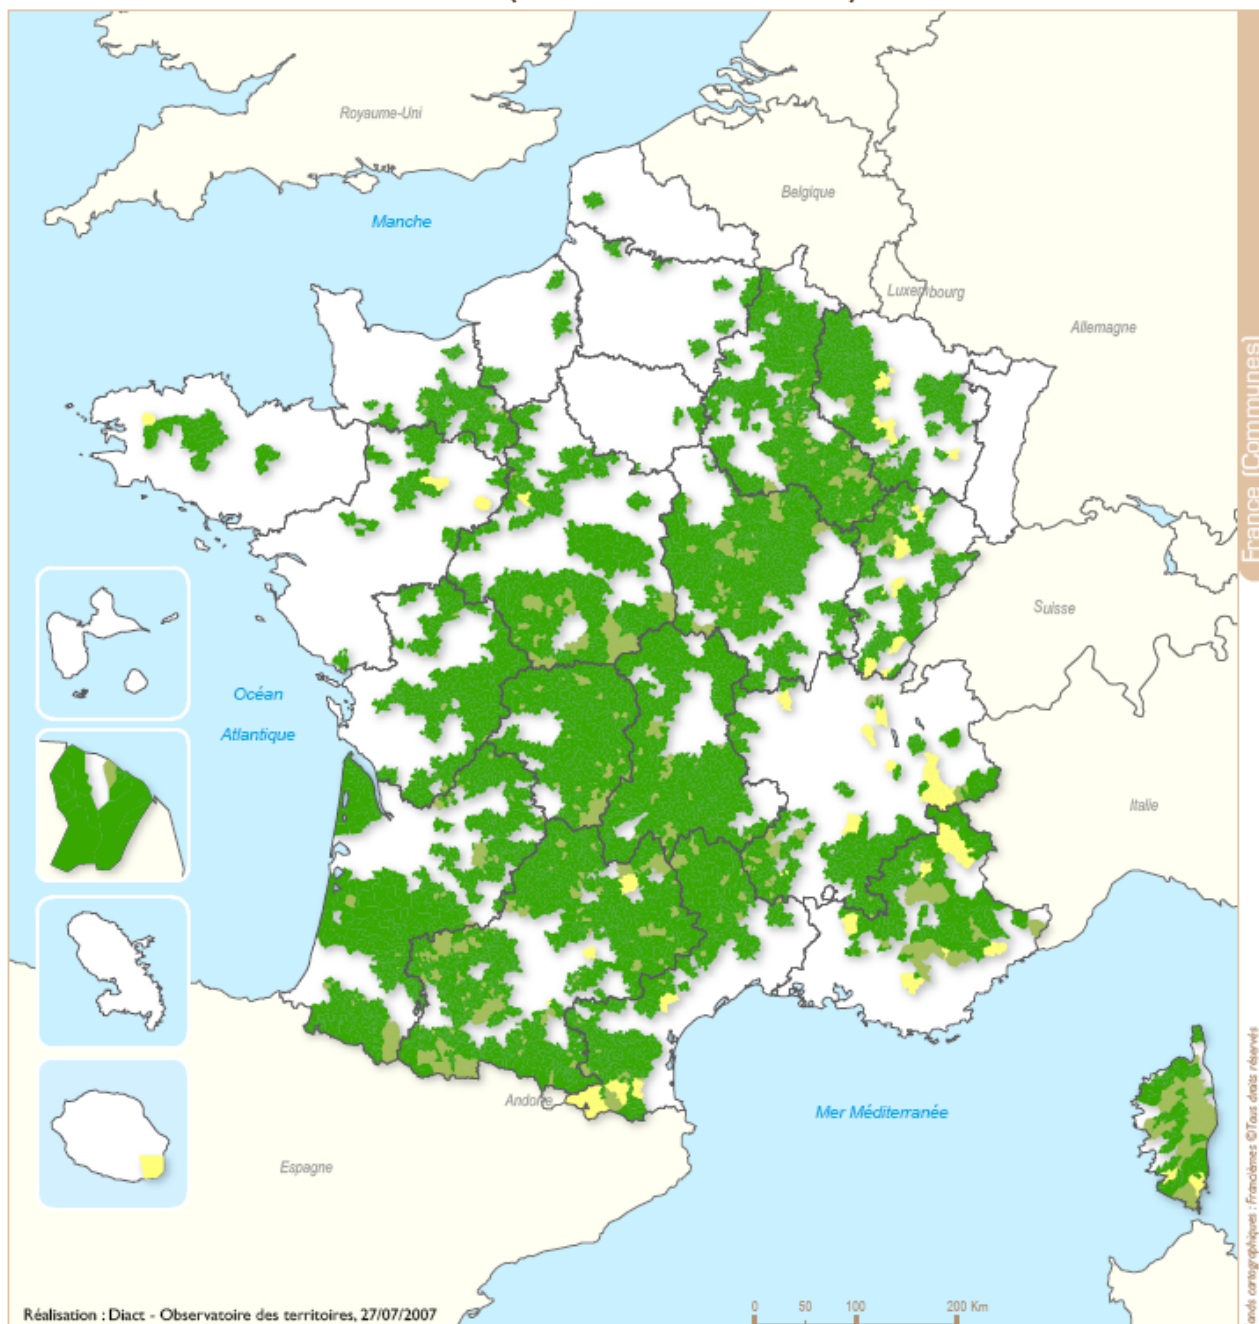 Royaume-Uni
Manche
Belgique
Luxembourg
Allemagne
France (Communes)
Suisse
Océan
Atlantique
Italie
Andorre
Mer Méditerranée
Espagne
Réalisation : Diact - Observatoire des territoires, 27/07/2007
0 50 100 200 Km
cartographiques : Francièmes ©Tous droits réservés